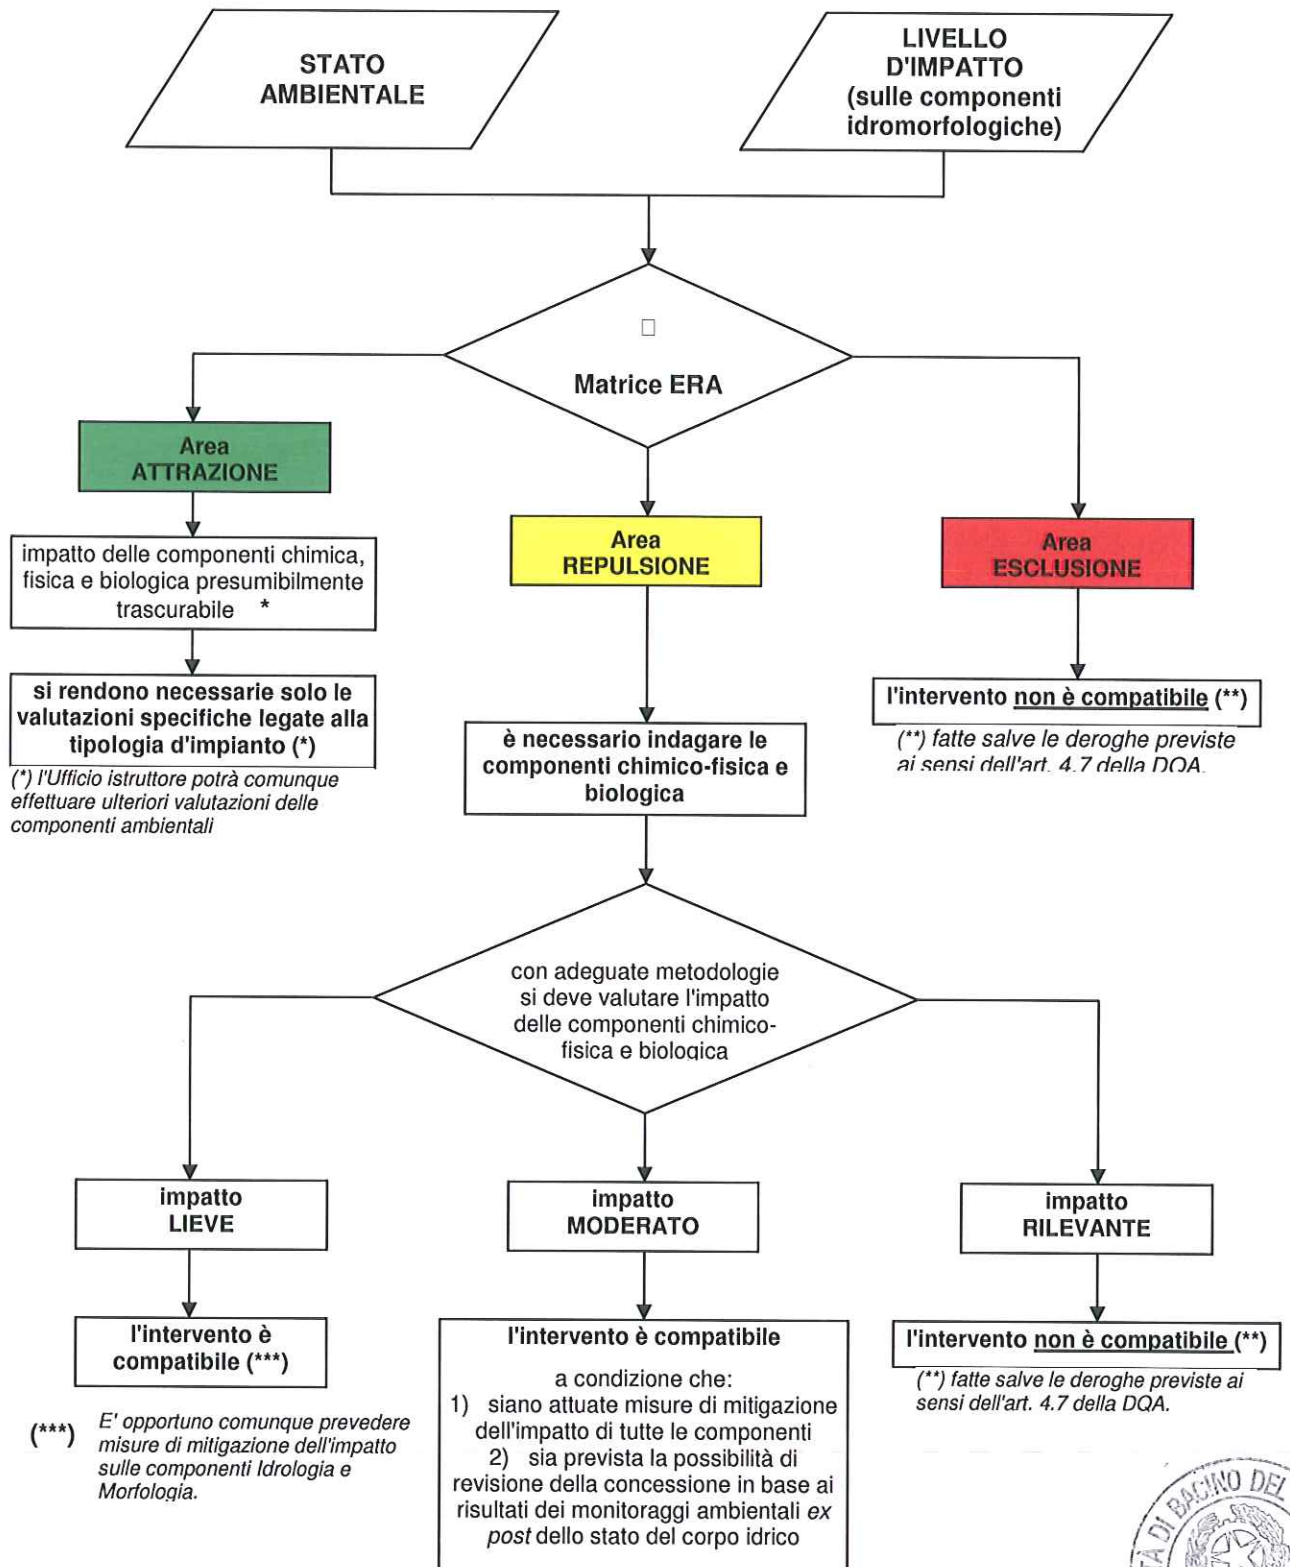 STATO
AMBIENTALE
LIVELLO
D'IMPATTO
(sulle componenti
idromorfologiche)
Matrice ERA
Area
ATTRAZIONE
impatto delle componenti chimica,
fisica e biologica presumibilmente
trascurabile *
si rendono necessarie solo le
valutazioni specifiche legate alla
tipologia d'impianto (*)
(*) l'Ufficio istruttore potrà comunque
effettuare ulteriori valutazioni delle
componenti ambientali
Area
REPULSIONE
è necessario indagare le
componenti chimico-fisica e
biologica
Area
ESCLUSIONE
l'intervento non è compatibile (**)
(**) fatte salve le deroghe previste
ai sensi dell'art. 4.7 della DQA.
con adeguate metodologie
si deve valutare l'impatto
delle componenti chimico-
fisica e biologica
impatto
LIEVE
l'intervento è
compatibile (***)
(***) E' opportuno comunque prevedere
misure di mitigazione dell'impatto
sulle componenti Idrologia e
Morfologia.
impatto
MODERATO
l'intervento è compatibile
a condizione che:
1) siano attuate misure di mitigazione
dell'impatto di tutte le componenti
2) sia prevista la possibilità di
revisione della concessione in base ai
risultati dei monitoraggi ambientali ex
post dello stato del corpo idrico
impatto
RILEVANTE
l'intervento non è compatibile (**)
(**) fatte salve le deroghe previste ai
sensi dell'art. 4.7 della DQA.
DI BACINO DEL